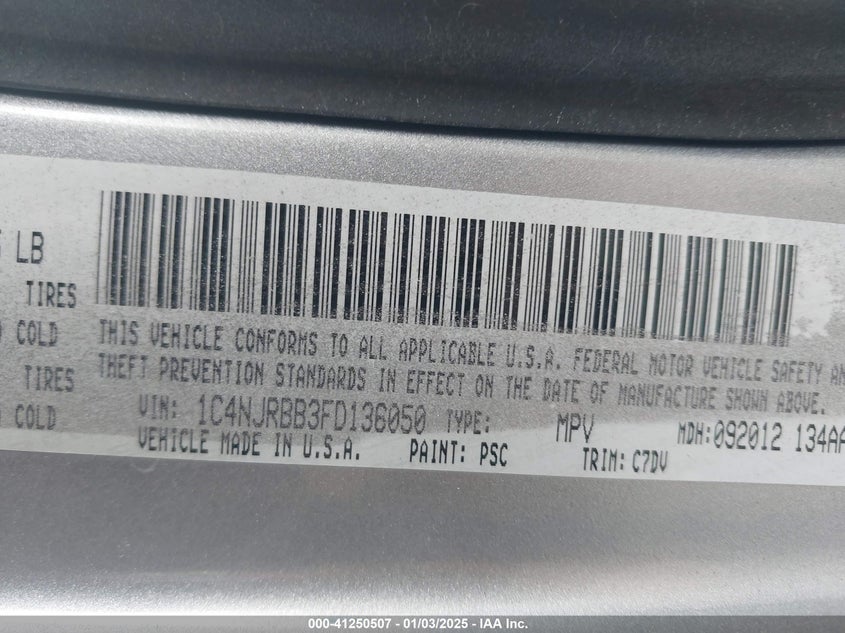 LB
TIRES
COLD
TIRES
COLD
THIS VEHICLE CONFORMS TO ALL APPLICABLE U.S.A. FEDERAL MOTOR VEHICLE SAFETY AN
THEFT PREVENTION STANDARDS IN EFFECT ON THE DATE OF MANUFACTURE SHOWN ABOVE.
VIN: 1C4NJRBB3FD136050 TYPE: MPV MDH:092012 134AA
VEHICLE MADE IN U.S.A. PAINT: PSC TRIM: C7DV
000-41250507 - 01/03/2025 - IAA Inc.